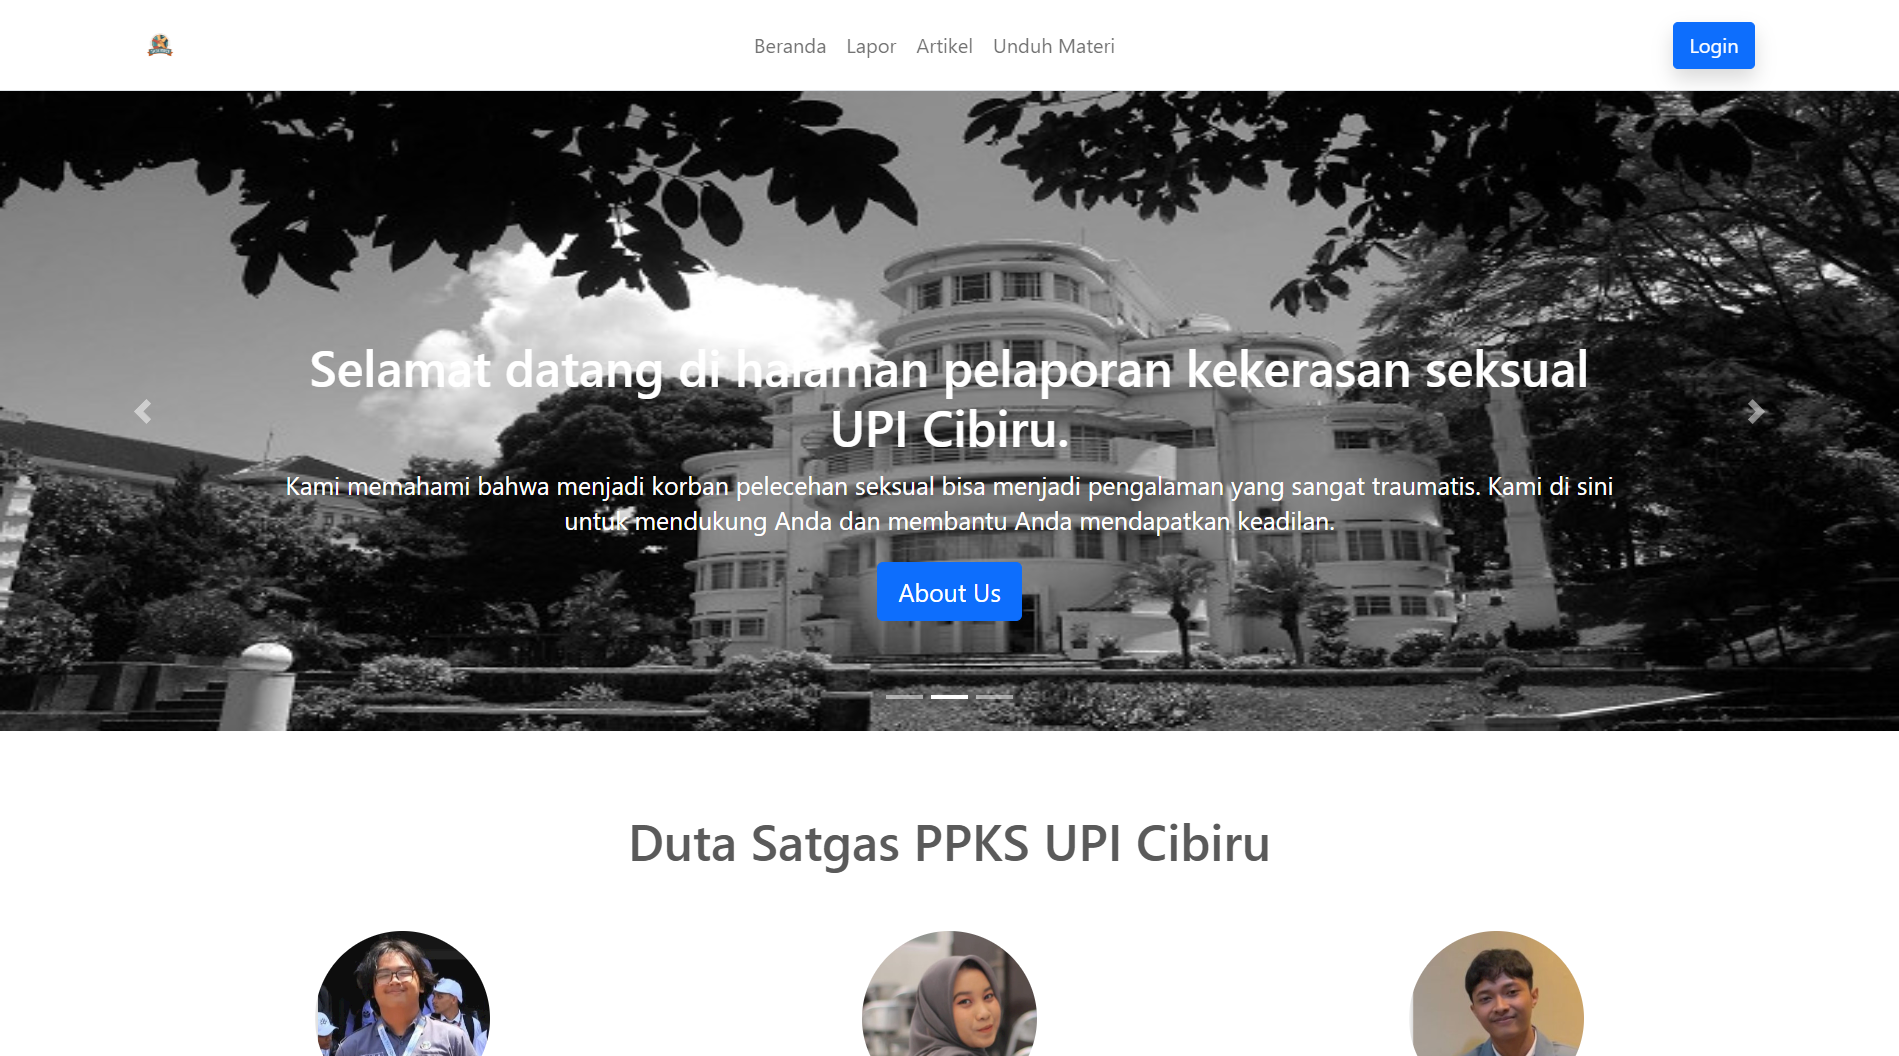 Beranda Lapor Artikel Unduh Materi
Login
Selamat datang di halaman pelaporan kekerasan seksual
UPI Cibiru.
Kami memahami bahwa menjadi korban pelecehan seksual bisa menjadi pengalaman yang sangat traumatis. Kami di sini
untuk mendukung Anda dan membantu Anda mendapatkan keadilan.
About Us
Duta Satgas PPKS UPI Cibiru